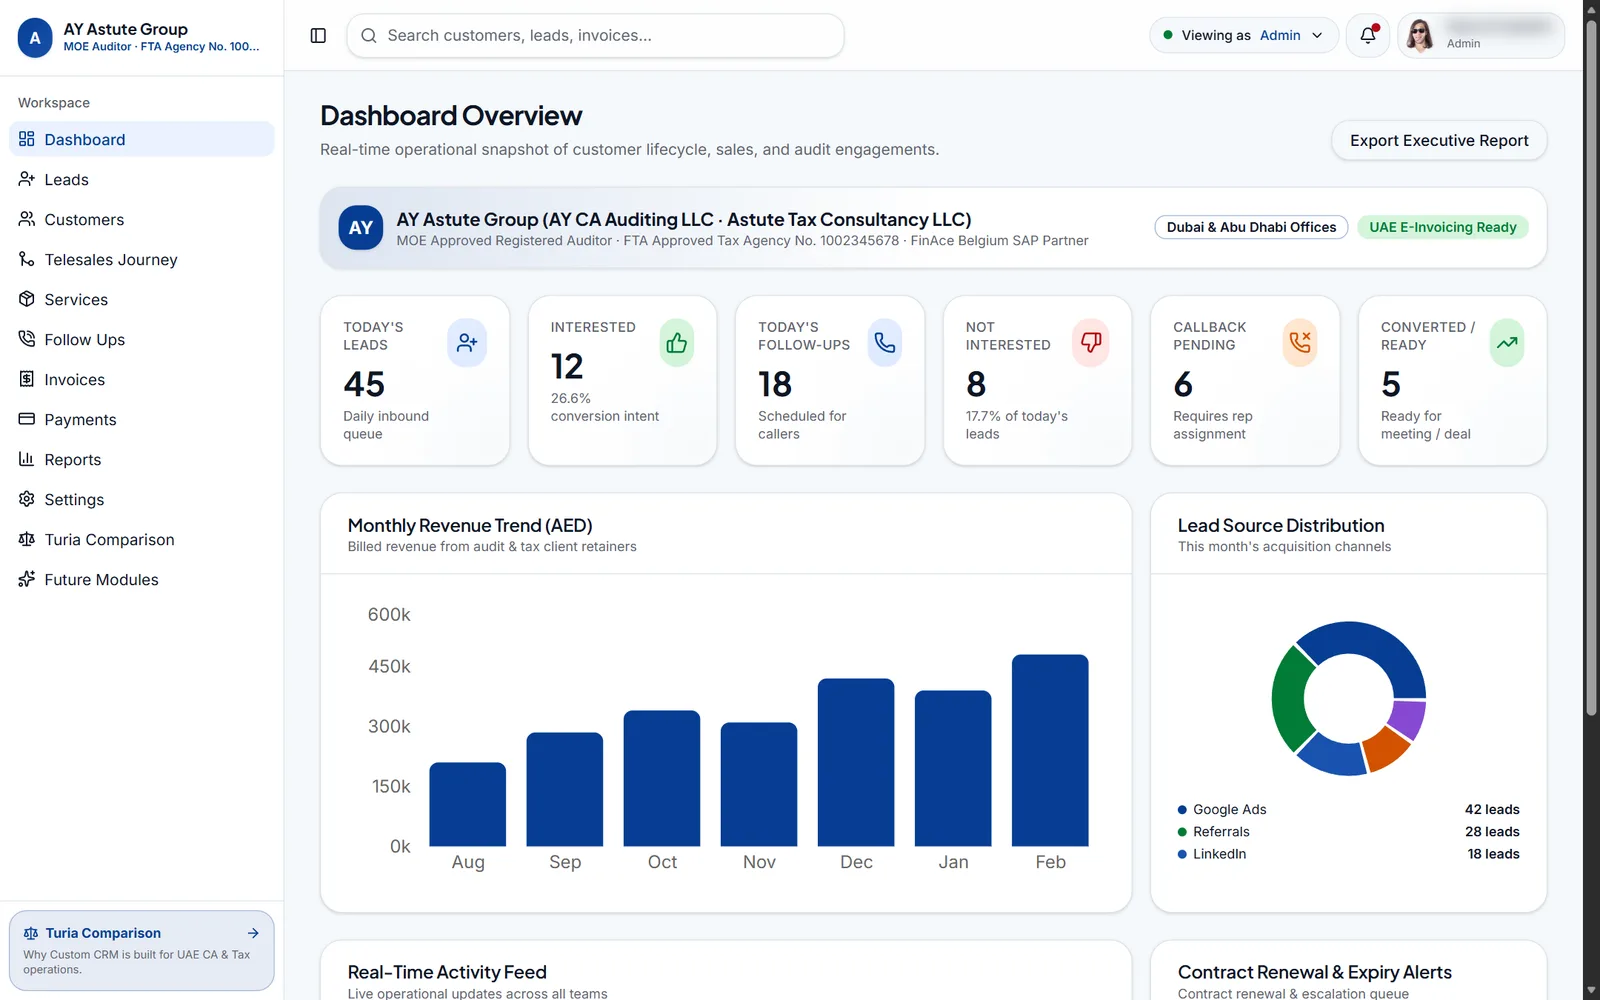 A
AY Astute Group
MOE Auditor · FTA Agency No. 100...
Search customers, leads, invoices...
Viewing as Admin
Admin
Workspace
Dashboard
Leads
Customers
Telesales Journey
Services
Follow Ups
Invoices
Payments
Reports
Settings
Turia Comparison
Future Modules
Turia Comparison
Why Custom CRM is built for UAE CA & Tax
operations.
Dashboard Overview
Real-time operational snapshot of customer lifecycle, sales, and audit engagements.
Export Executive Report
AY
AY Astute Group (AY CA Auditing LLC · Astute Tax Consultancy LLC)
MOE Approved Registered Auditor · FTA Approved Tax Agency No. 1002345678 · FinAce Belgium SAP Partner
Dubai & Abu Dhabi Offices
UAE E-Invoicing Ready
TODAY'S
LEADS
45
Daily inbound
queue
INTERESTED
12
26.6%
conversion intent
TODAY'S
FOLLOW-UPS
18
Scheduled for
callers
NOT
INTERESTED
8
17.7% of today's
leads
CALLBACK
PENDING
6
Requires rep
assignment
CONVERTED /
READY
5
Ready for
meeting / deal
Monthly Revenue Trend (AED)
Billed revenue from audit & tax client retainers
600k
450k
300k
150k
0k
Aug Sep Oct Nov Dec Jan Feb
Lead Source Distribution
This month's acquisition channels
Google Ads 42 leads
Referrals 28 leads
LinkedIn 18 leads
Real-Time Activity Feed
Live operational updates across all teams
Contract Renewal & Expiry Alerts
Contract renewal & escalation queue